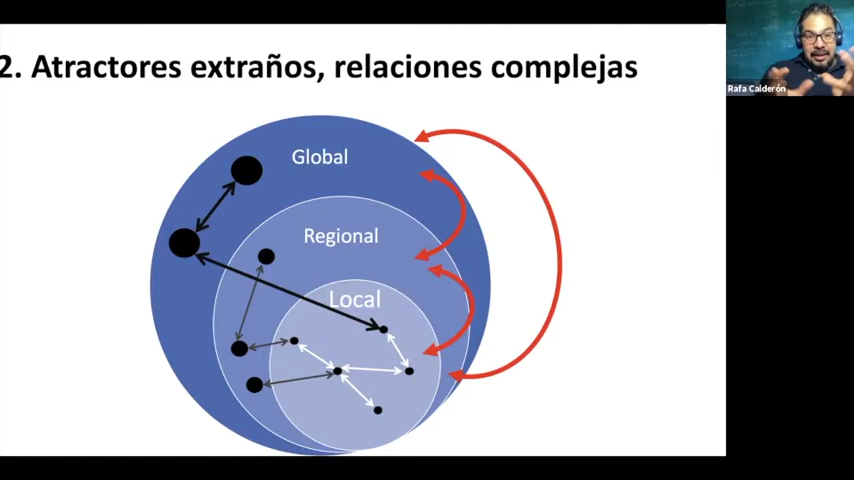 2. Atractores extraños, relaciones complejas
Rafa Calderón
Global
Regional
Local